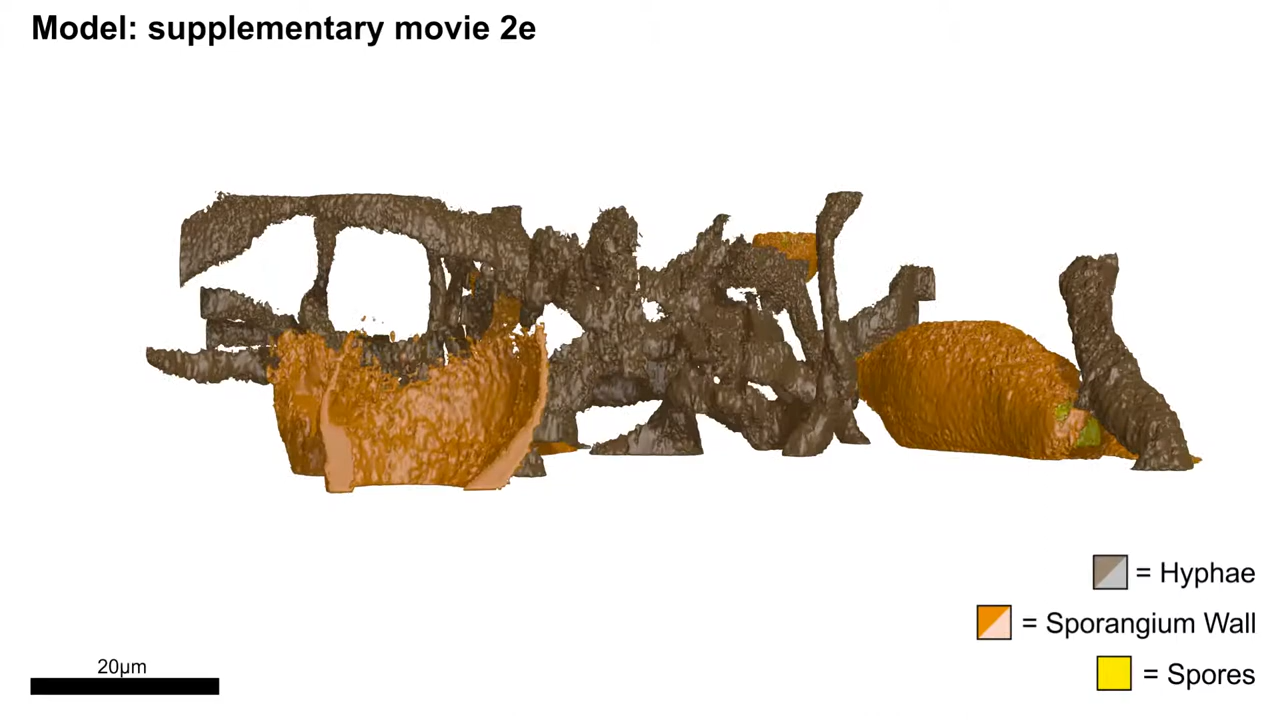 Model: supplementary movie 2e
= Hyphae
= Sporangium Wall
20µm
= Spores